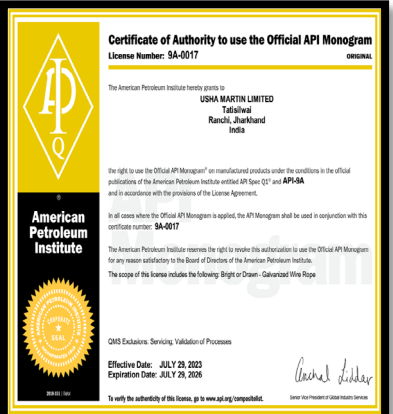 Certificate of Authority to use the Official API Monogram
License Number: 9A-0017
ORIGINAL
The American Petroleum Institute hereby grants to
USHA MARTIN LIMITED
Tatisilwai
Ranchi, Jharkhand
India
the right to use the Official API Monogram® on manufactured products under the conditions in the official
publications of the American Petroleum Institute entitled API Spec Q1® and API-9A
and in accordance with the provisions of the License Agreement.
In all cases where the Official API Monogram is applied, the API Monogram shall be used in conjunction with this
certificate number: 9A-0017
The American Petroleum Institute reserves the right to revoke this authorization to use the Official API Monogram
for any reason satisfactory to the Board of Directors of the American Petroleum Institute.
The scope of this license includes the following: Bright or Drawn - Galvanized Wire Rope
API
Monogram
QMS Exclusions: Servicing, Validation of Processes
Effective Date: JULY 29, 2023
Expiration Date: JULY 29, 2026
To verify the authenticity of this license, go to www.api.org/compositelist.
Anchal Liddar
Senior Vice President of Global Industry Services
API
Q
®
American
Petroleum
Institute
AMERICAN PETROLEUM INSTITUTE
CORPORATE
SEAL